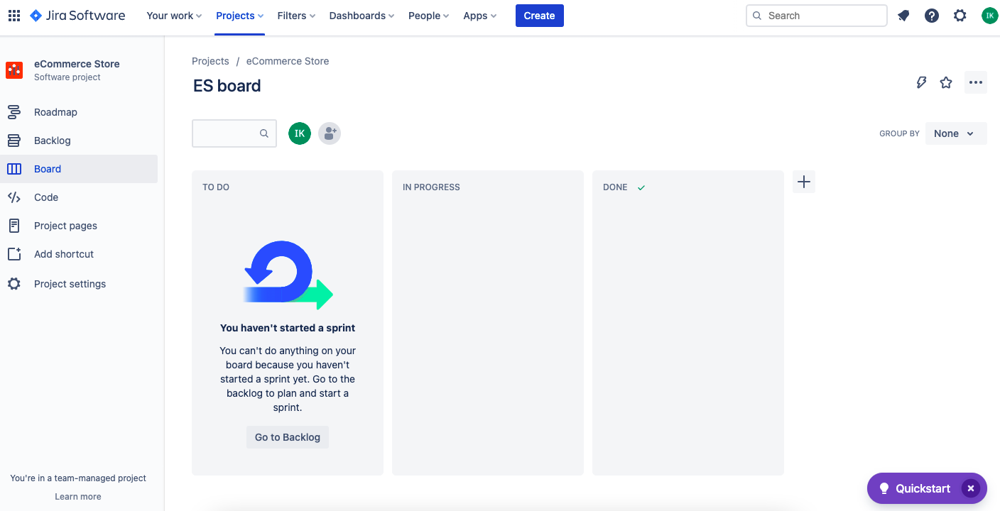 Jira Software
Your work
Projects
Filters
Dashboards
People
Apps
Create
Search
IK
eCommerce Store
Software project
Roadmap
Backlog
Board
Code
Project pages
Add shortcut
Project settings
You're in a team-managed project
Learn more
Projects / eCommerce Store
ES board
IK
GROUP BY
None
TO DO
IN PROGRESS
DONE
You haven't started a sprint
You can't do anything on your
board because you haven't
started a sprint yet. Go to the
backlog to plan and start a
sprint.
Go to Backlog
Quickstart